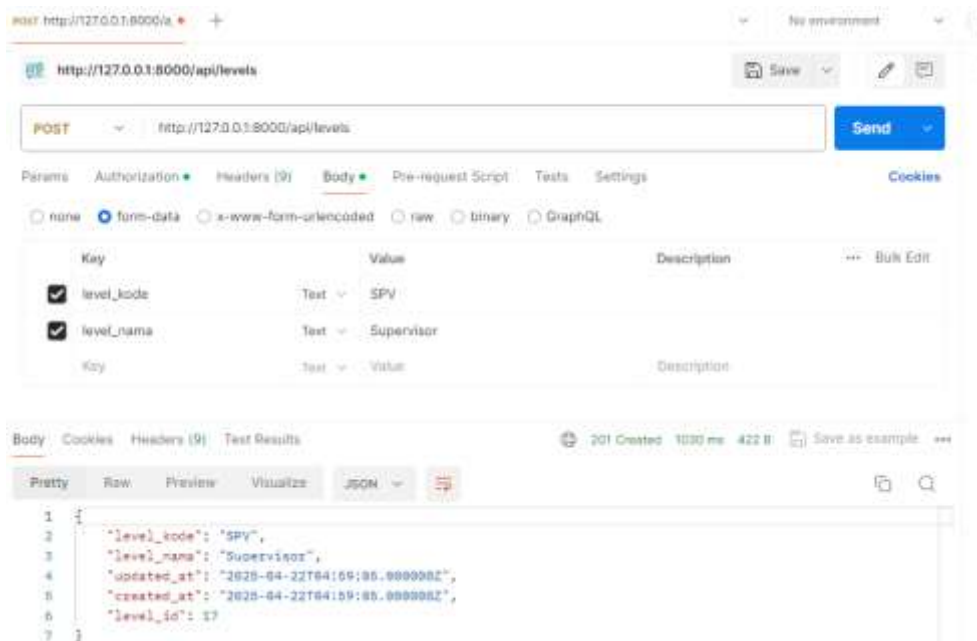 POST http://127.0.0.1:8000/a
No environment
http://127.0.0.1:8000/api/levels
Save
POST http://127.0.0.1:8000/api/levels Send
Params Authorization Headers (9) Body Pre-request Script Tests Settings Cookies
none form-data x-www-form-urlencoded raw binary GraphQL
Key Value Description Bulk Edit
level_kode Text SPV
level_nama Text Supervisor
Key Text Value Description
Body Cookies Headers (9) Test Results 201 Created 1030 ms 422 B Save as example
Pretty Raw Preview Visualize JSON
1 {
2 "level_kode": "SPV",
3 "level_nama": "Supervisor",
4 "updated_at":
5 "created_at":
6 "level_id": 17
7 }